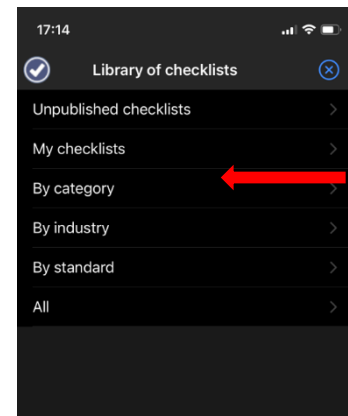 17:14
Library of checklists
Unpublished checklists
My checklists
By category
By industry
By standard
All